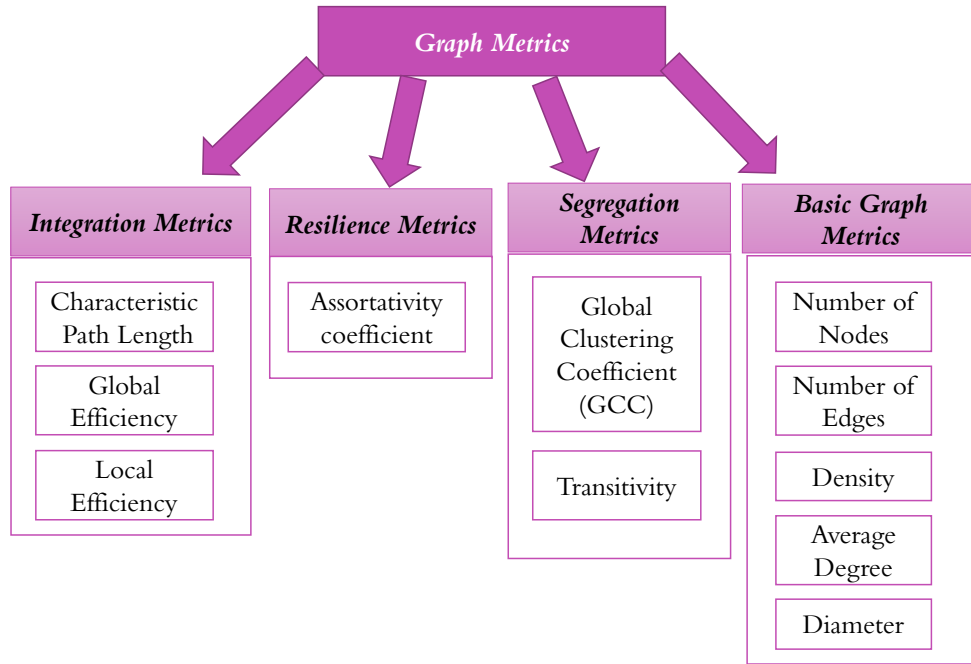 Graph Metrics
Integration Metrics
Characteristic
Path Length
Global
Efficiency
Local
Efficiency
Resilience Metrics
Assortativity
coefficient
Segregation
Metrics
Global
Clustering
Coefficient
(GCC)
Transitivity
Basic Graph
Metrics
Number of
Nodes
Number of
Edges
Density
Average
Degree
Diameter